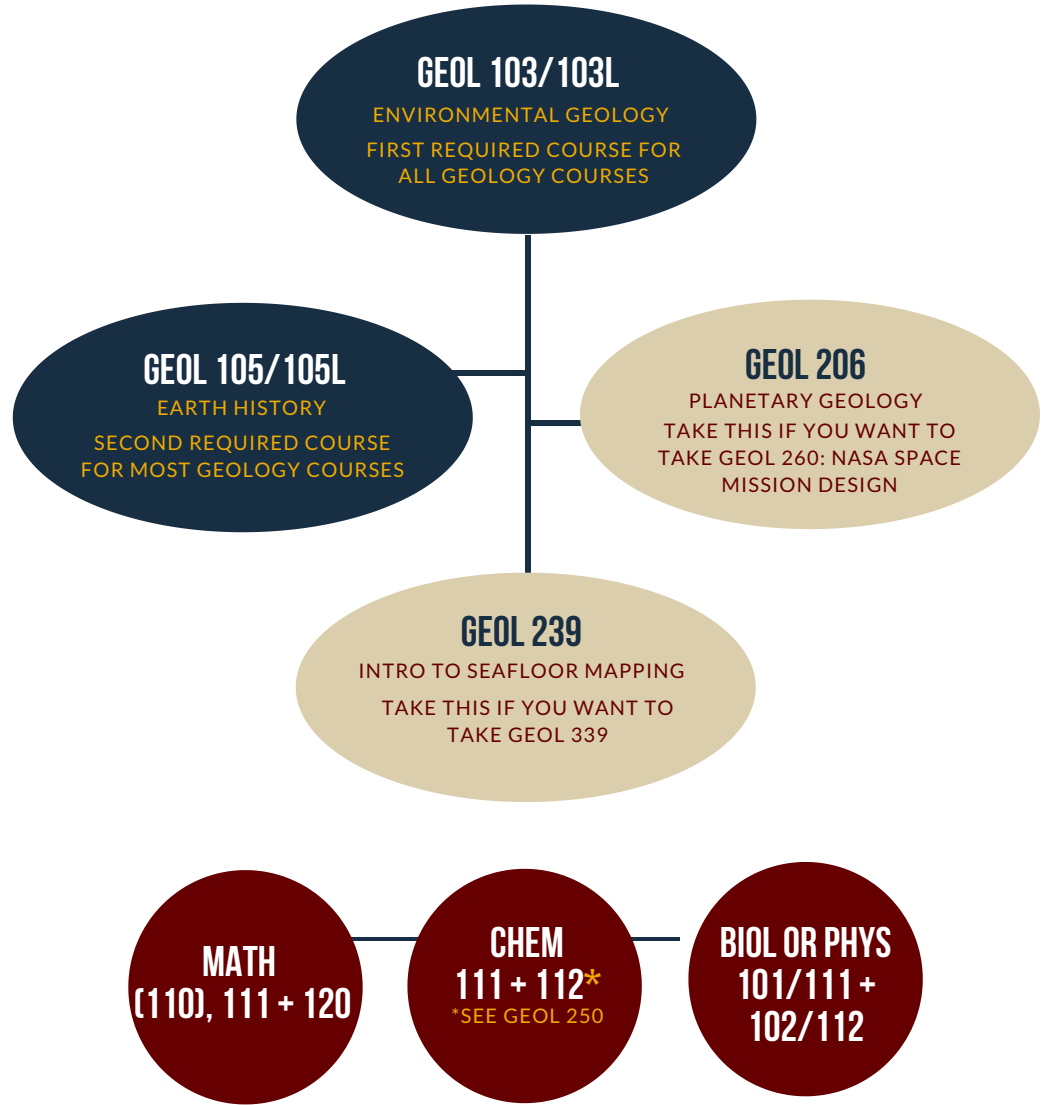 GEOL 103/103L
ENVIRONMENTAL GEOLOGY
FIRST REQUIRED COURSE FOR
ALL GEOLOGY COURSES
GEOL 105/105L
EARTH HISTORY
SECOND REQUIRED COURSE
FOR MOST GEOLOGY COURSES
GEOL 206
PLANETARY GEOLOGY
TAKE THIS IF YOU WANT TO
TAKE GEOL 260: NASA SPACE
MISSION DESIGN
GEOL 239
INTRO TO SEAFLOOR MAPPING
TAKE THIS IF YOU WANT TO
TAKE GEOL 339
MATH
(110), 111 + 120
CHEM
111 + 112*
*SEE GEOL 250
BIOL OR PHYS
101/111 +
102/112